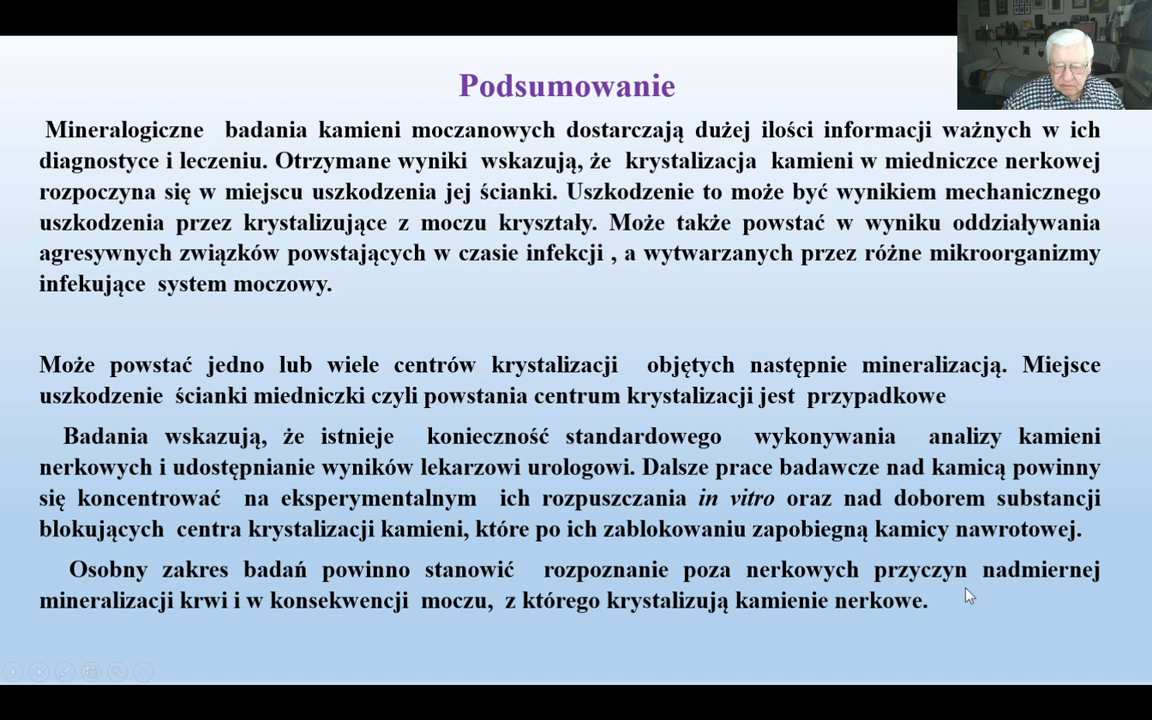 Podsumowanie
Mineralogiczne badania kamieni moczanowych dostarczają dużej ilości informacji ważnych w ich
diagnostyce i leczeniu. Otrzymane wyniki wskazują, że krystalizacja kamieni w miedniczce nerkowej
rozpoczyna się w miejscu uszkodzenia jej ścianki. Uszkodzenie to może być wynikiem mechanicznego
uszkodzenia przez krystalizujące z moczu kryształy. Może także powstać w wyniku oddziaływania
agresywnych związków powstających w czasie infekcji , a wytwarzanych przez różne mikroorganizmy
infekujące system moczowy.
Może powstać jedno lub wiele centrów krystalizacji objętych następnie mineralizacją. Miejsce
uszkodzenie ścianki miedniczki czyli powstania centrum krystalizacji jest przypadkowe
Badania wskazują, że istnieje konieczność standardowego wykonywania analizy kamieni
nerkowych i udostępnianie wyników lekarzowi urologowi. Dalsze prace badawcze nad kamicą powinny
się koncentrować na eksperymentalnym ich rozpuszczania in vitro oraz nad doborem substancji
blokujących centra krystalizacji kamieni, które po ich zablokowaniu zapobiegną kamicy nawrotowej.
Osobny zakres badań powinno stanowić rozpoznanie poza nerkowych przyczyn nadmiernej
mineralizacji krwi i w konsekwencji moczu, z którego krystalizują kamienie nerkowe.